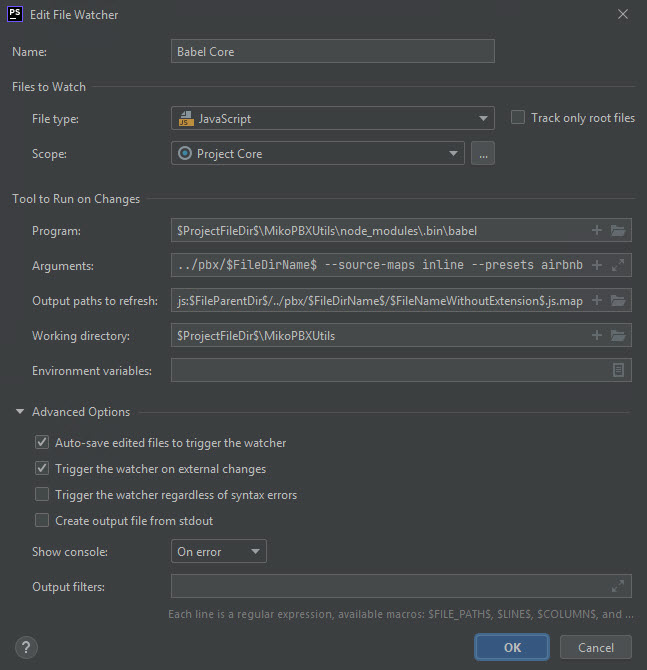 PS Edit File Watcher
Name: Babel Core
Files to Watch
File type: JavaScript Track only root files
Scope: Project Core ...
Tool to Run on Changes
Program: $ProjectFileDir$\MikoPBXUtils\node_modules\.bin\babel
Arguments: ../pbx/$FileDirName$ --source-maps inline --presets airbnb
Output paths to refresh: js:$FileParentDir$/../pbx/$FileDirName$/$FileNameWithoutExtension$.js.map
Working directory: $ProjectFileDir$\MikoPBXUtils
Environment variables:
Advanced Options
Auto-save edited files to trigger the watcher
Trigger the watcher on external changes
Trigger the watcher regardless of syntax errors
Create output file from stdout
Show console: On error
Output filters:
Each line is a regular expression, available macros: $FILE_PATH$, $LINE$, $COLUMN$, and ...
? OK Cancel